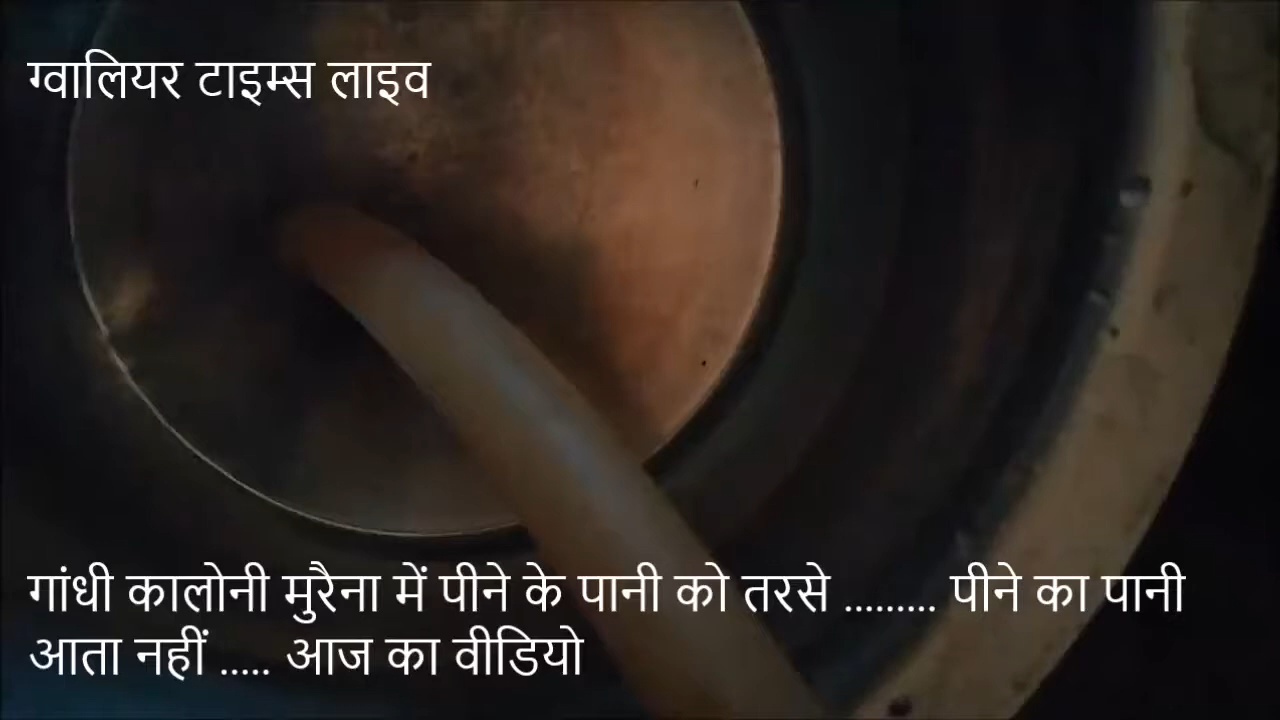 ग्वालियर टाइम्स लाइव
गांधी कालोनी मुरैना में पीने के पानी को तरसे ......... पीने का पानी
आता नहीं ..... आज का वीडियो